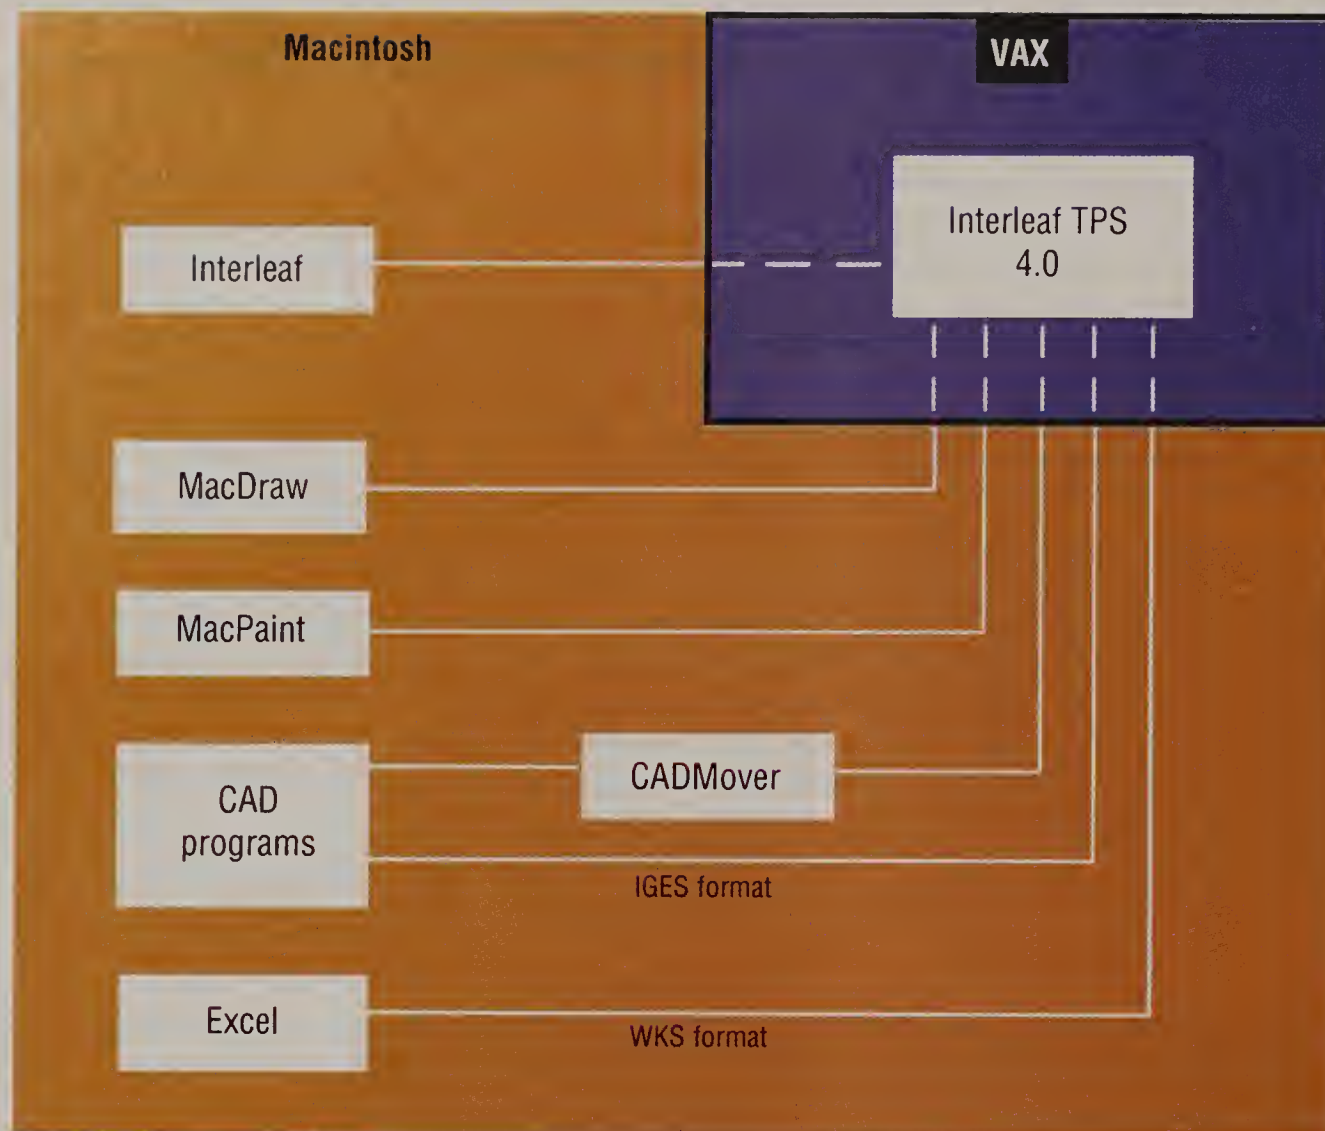 Macintosh
VAX
Interleaf TPS
4.0
Interleaf
MacDraw
MacPaint
CAD
programs
CADMover
IGES format
Excel
WKS format